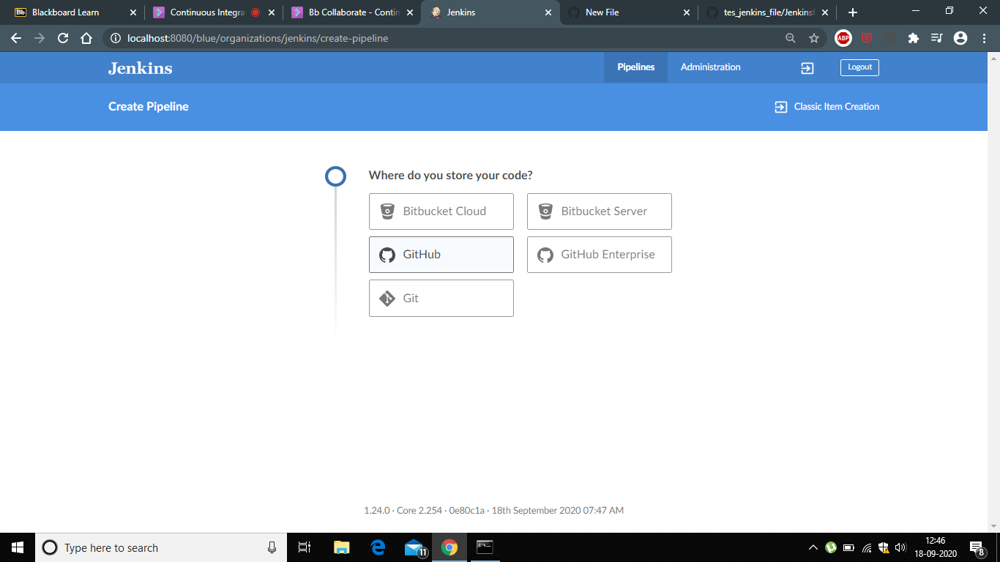 Blackboard Learn
Continuous Integra
Bb Collaborate - Contin
Jenkins
New File
tes_jenkins_file/Jenkinsf
localhost:8080/blue/organizations/jenkins/create-pipeline
ABP
Jenkins
Pipelines
Administration
Logout
Create Pipeline
Classic Item Creation
Where do you store your code?
Bitbucket Cloud
Bitbucket Server
GitHub
GitHub Enterprise
Git
1.24.0 · Core 2.254 · 0e80c1a · 18th September 2020 07:47 AM
Type here to search
11
12:46
18-09-2020
8